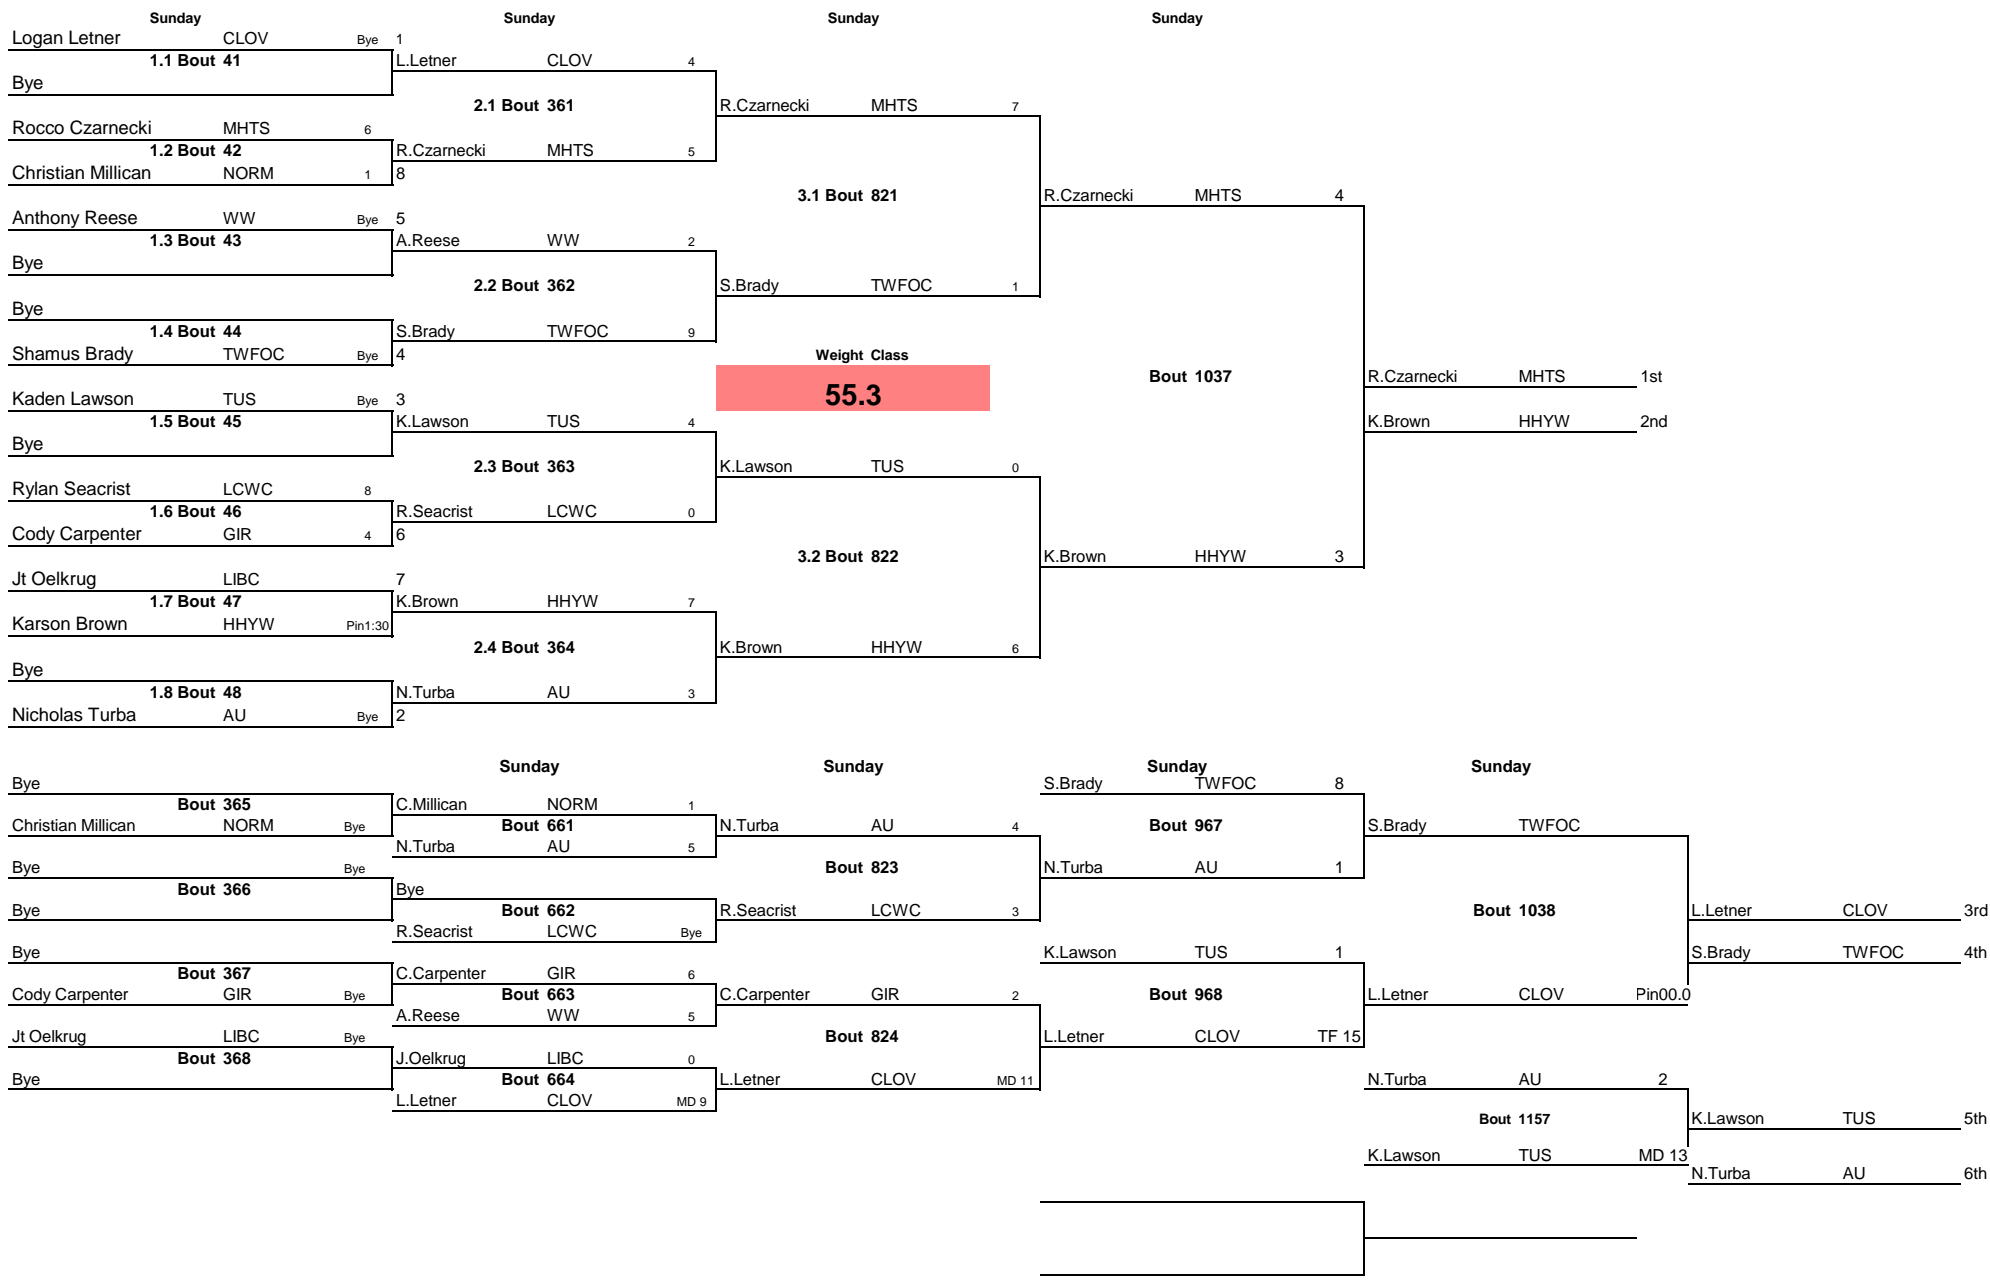 Sunday Sunday Sunday Sunday
Logan Letner CLOV Bye 1
1.1 Bout 41 L.Letner CLOV 4
Bye
2.1 Bout 361 R.Czarnecki MHTS 7
Rocco Czarnecki MHTS 6
1.2 Bout 42 R.Czarnecki MHTS 5
Christian Millican NORM 1 8
3.1 Bout 821 R.Czarnecki MHTS 4
Anthony Reese WW Bye 5
1.3 Bout 43 A.Reese WW 2
Bye
2.2 Bout 362 S.Brady TWFOC 1
Bye
1.4 Bout 44 S.Brady TWFOC 9
Shamus Brady TWFOC Bye 4 Weight Class
Bout 1037 R.Czarnecki MHTS 1st
Kaden Lawson TUS Bye 3 55.3
1.5 Bout 45 K.Lawson TUS 4 K.Brown HHYW 2nd
Bye
2.3 Bout 363 K.Lawson TUS 0
Rylan Seacrist LCWC 8
1.6 Bout 46 R.Seacrist LCWC 0
Cody Carpenter GIR 4 6
3.2 Bout 822 K.Brown HHYW 3
Jt Oelkrug LIBC 7
1.7 Bout 47 K.Brown HHYW 7
Karson Brown HHYW Pin1:30
2.4 Bout 364 K.Brown HHYW 6
Bye
1.8 Bout 48 N.Turba AU 3
Nicholas Turba AU Bye 2
Sunday Sunday Sunday Sunday
Bye S.Brady TWFOC 8
Bout 365 C.Millican NORM 1
Christian Millican NORM Bye Bout 661 N.Turba AU 4 Bout 967 S.Brady TWFOC
N.Turba AU 5
Bye Bye Bout 823 N.Turba AU 1
Bout 366 Bye
Bye Bout 662 R.Seacrist LCWC 3 Bout 1038 L.Letner CLOV 3rd
R.Seacrist LCWC Bye
Bye K.Lawson TUS 1 S.Brady TWFOC 4th
Bout 367 C.Carpenter GIR 6
Cody Carpenter GIR Bye Bout 663 C.Carpenter GIR 2 Bout 968 L.Letner CLOV Pin00.0
A.Reese WW 5
Jt Oelkrug LIBC Bye Bout 824 L.Letner CLOV TF 15
Bout 368 J.Oelkrug LIBC 0
Bye Bout 664 L.Letner CLOV MD 11 N.Turba AU 2
L.Letner CLOV MD 9
Bout 1157 K.Lawson TUS 5th
K.Lawson TUS MD 13
N.Turba AU 6th